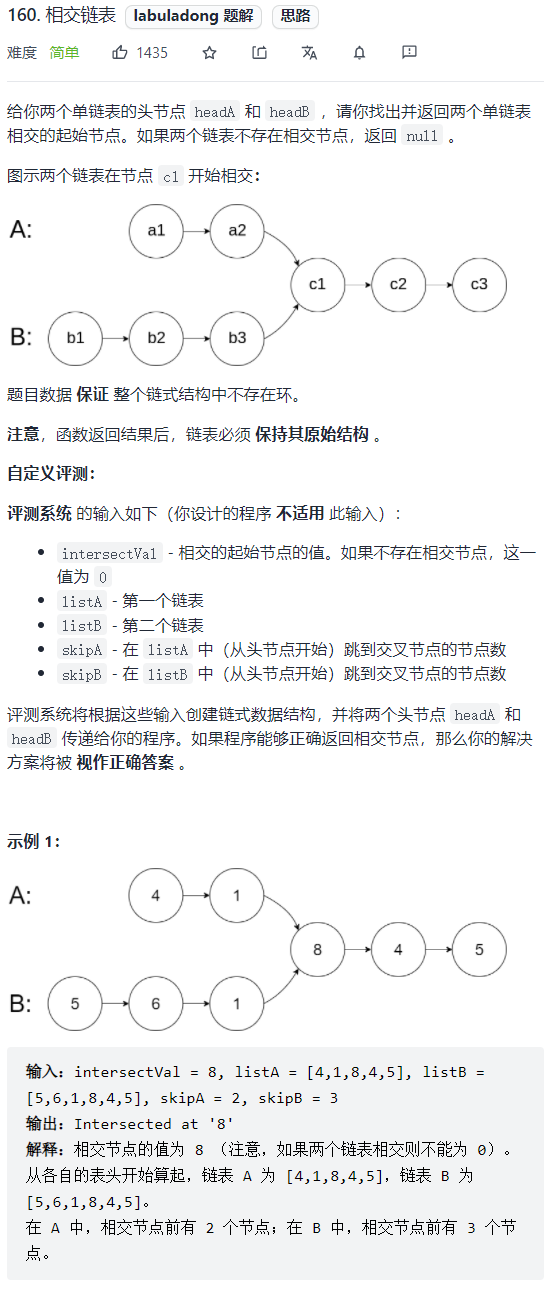 160. 相交链表 labuladong 题解 思路
难度 简单 1435
给你两个单链表的头节点 headA 和 headB ，请你找出并返回两个单链表
相交的起始节点。如果两个链表不存在相交节点，返回 null 。
图示两个链表在节点 c1 开始相交：
A: a1 a2
c1 c2 c3
B: b1 b2 b3
题目数据 保证 整个链式结构中不存在环。
注意，函数返回结果后，链表必须 保持其原始结构 。
自定义评测：
评测系统 的输入如下（你设计的程序 不适用 此输入）：
• intersectVal - 相交的起始节点的值。如果不存在相交节点，这一
值为 0
• listA - 第一个链表
• listB - 第二个链表
• skipA - 在 listA 中（从头节点开始）跳到交叉节点的节点数
• skipB - 在 listB 中（从头节点开始）跳到交叉节点的节点数
评测系统将根据这些输入创建链式数据结构，并将两个头节点 headA 和
headB 传递给你的程序。如果程序能够正确返回相交节点，那么你的解决
方案将被 视作正确答案 。
示例 1：
A: 4 1
8 4 5
B: 5 6 1
输入：intersectVal = 8, listA = [4,1,8,4,5], listB =
[5,6,1,8,4,5], skipA = 2, skipB = 3
输出：Intersected at '8'
解释：相交节点的值为 8 （注意，如果两个链表相交则不能为 0）。
从各自的表头开始算起，链表 A 为 [4,1,8,4,5]，链表 B 为
[5,6,1,8,4,5]。
在 A 中，相交节点前有 2 个节点；在 B 中，相交节点前有 3 个节
点。